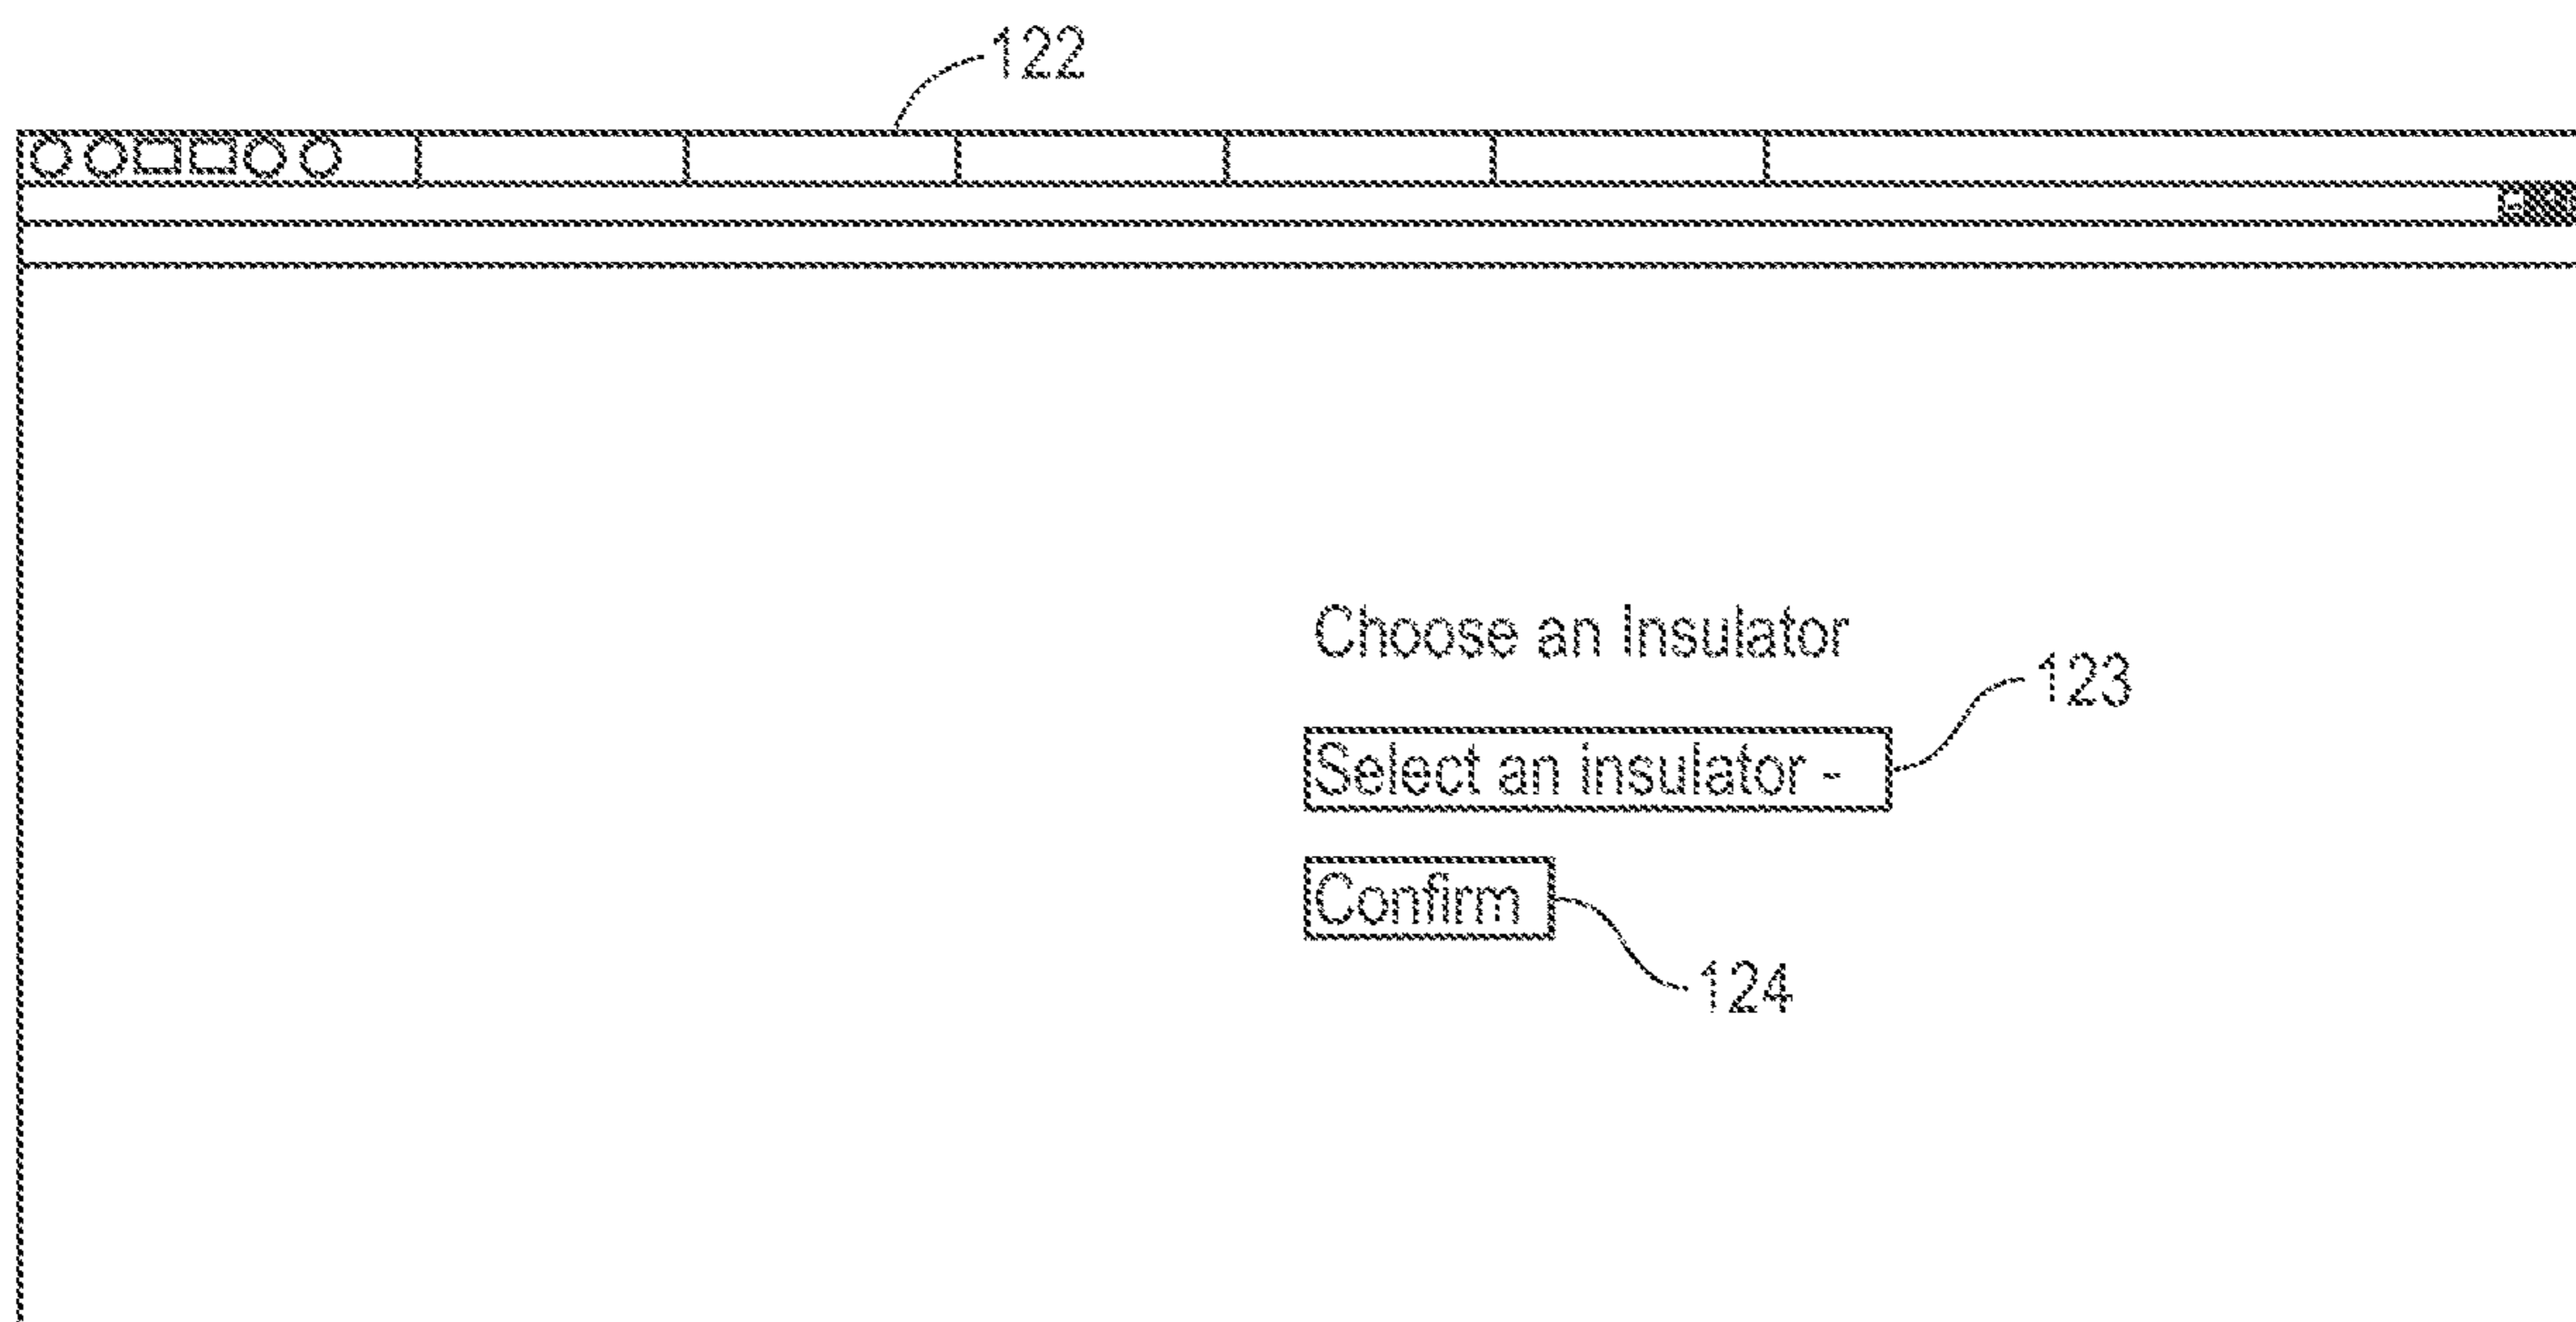 122
Choose an Insulator
123
Select an insulator -
Confirm
124